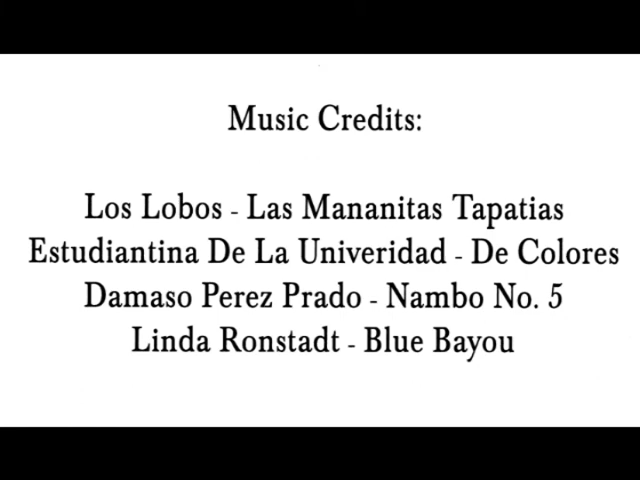 Music Credits:
Los Lobos - Las Mananitas Tapatias
Estudiantina De La Univeridad - De Colores
Damaso Perez Prado - Nambo No. 5
Linda Ronstadt - Blue Bayou